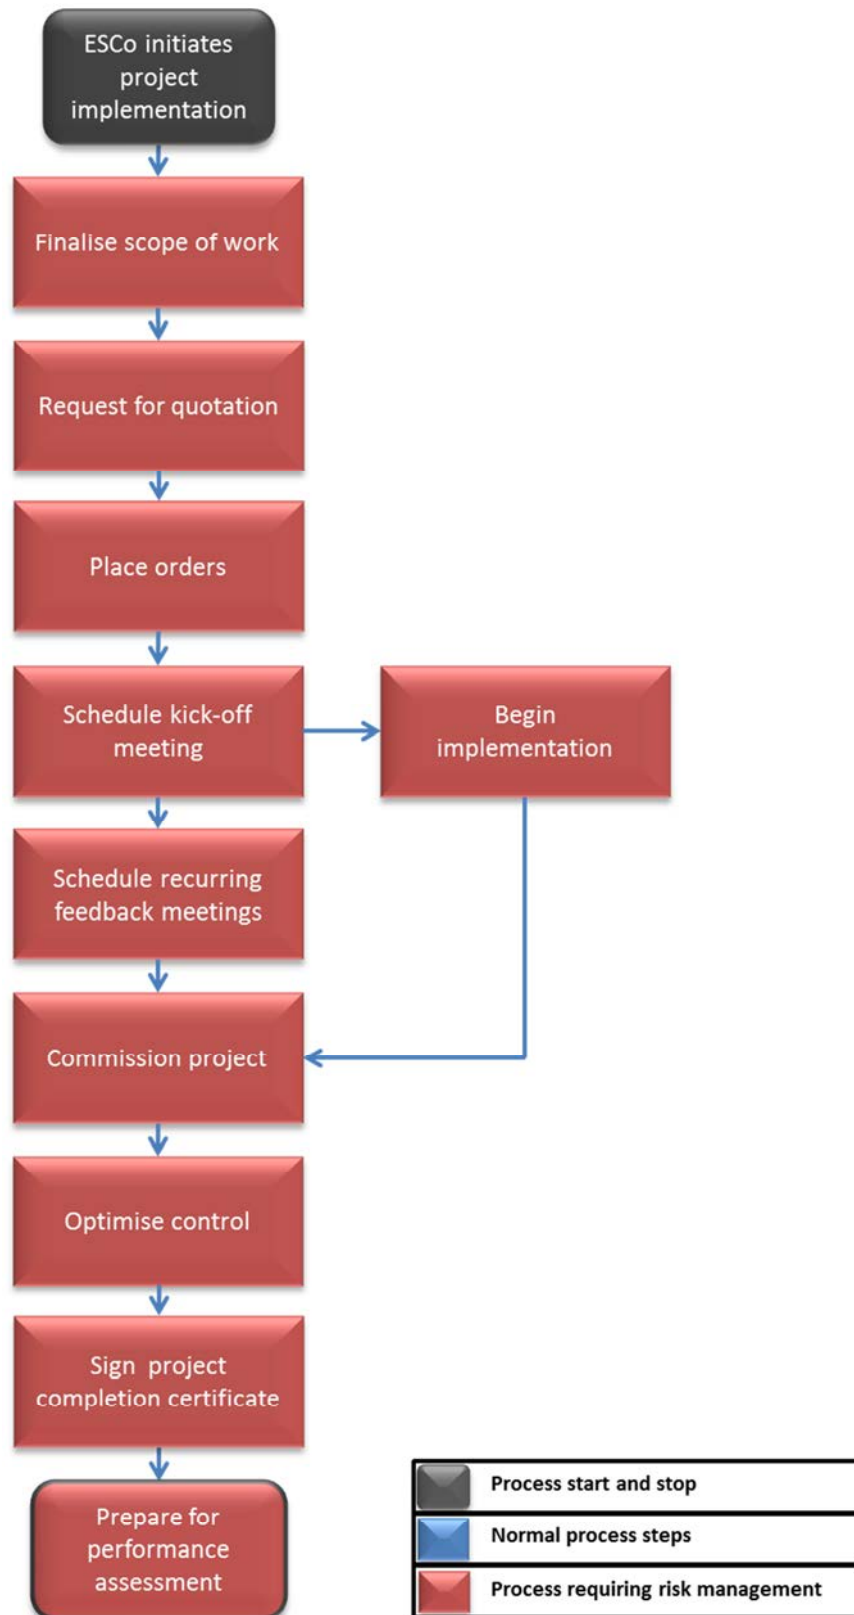 ESCo initiates
project
implementation
Finalise scope of work
Request for quotation
Place orders
Schedule kick-off
meeting
Begin
implementation
Schedule recurring
feedback meetings
Commission project
Optimise control
Sign project
completion certificate
Prepare for
performance
assessment
Process start and stop
Normal process steps
Process requiring risk management